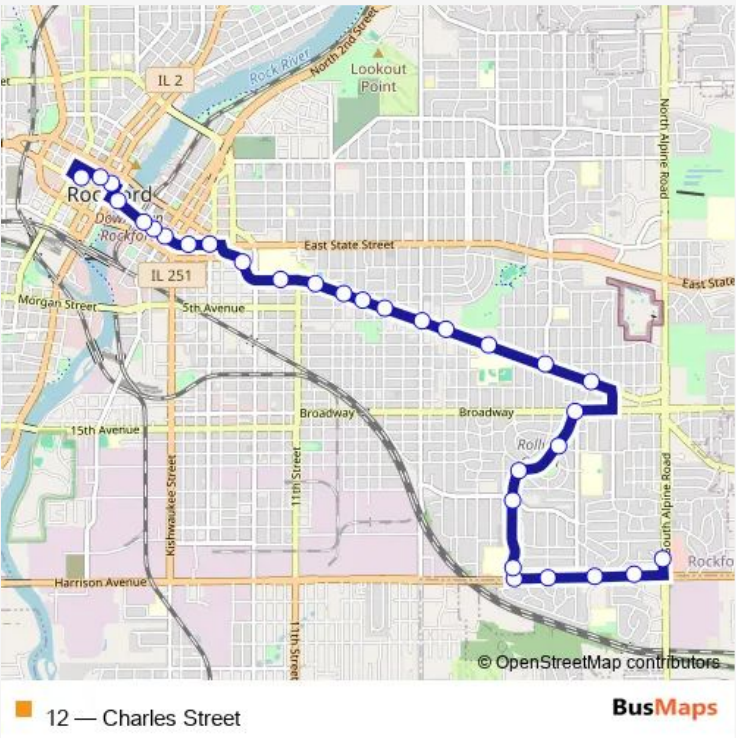 North 2nd Street
Rock River
IL 2
Lookout
Point
North Alpine Road
Rockford
Rockford
East State Street
IL 251
East State
Morgan Street
5th Avenue
Broadway
Broadway
15th Avenue
11th Street
Kishwaukee Street
South Alpine Road
Rockfo
Harrison Avenue
11th Street
© OpenStreetMap contributors
12 — Charles Street
BusMaps